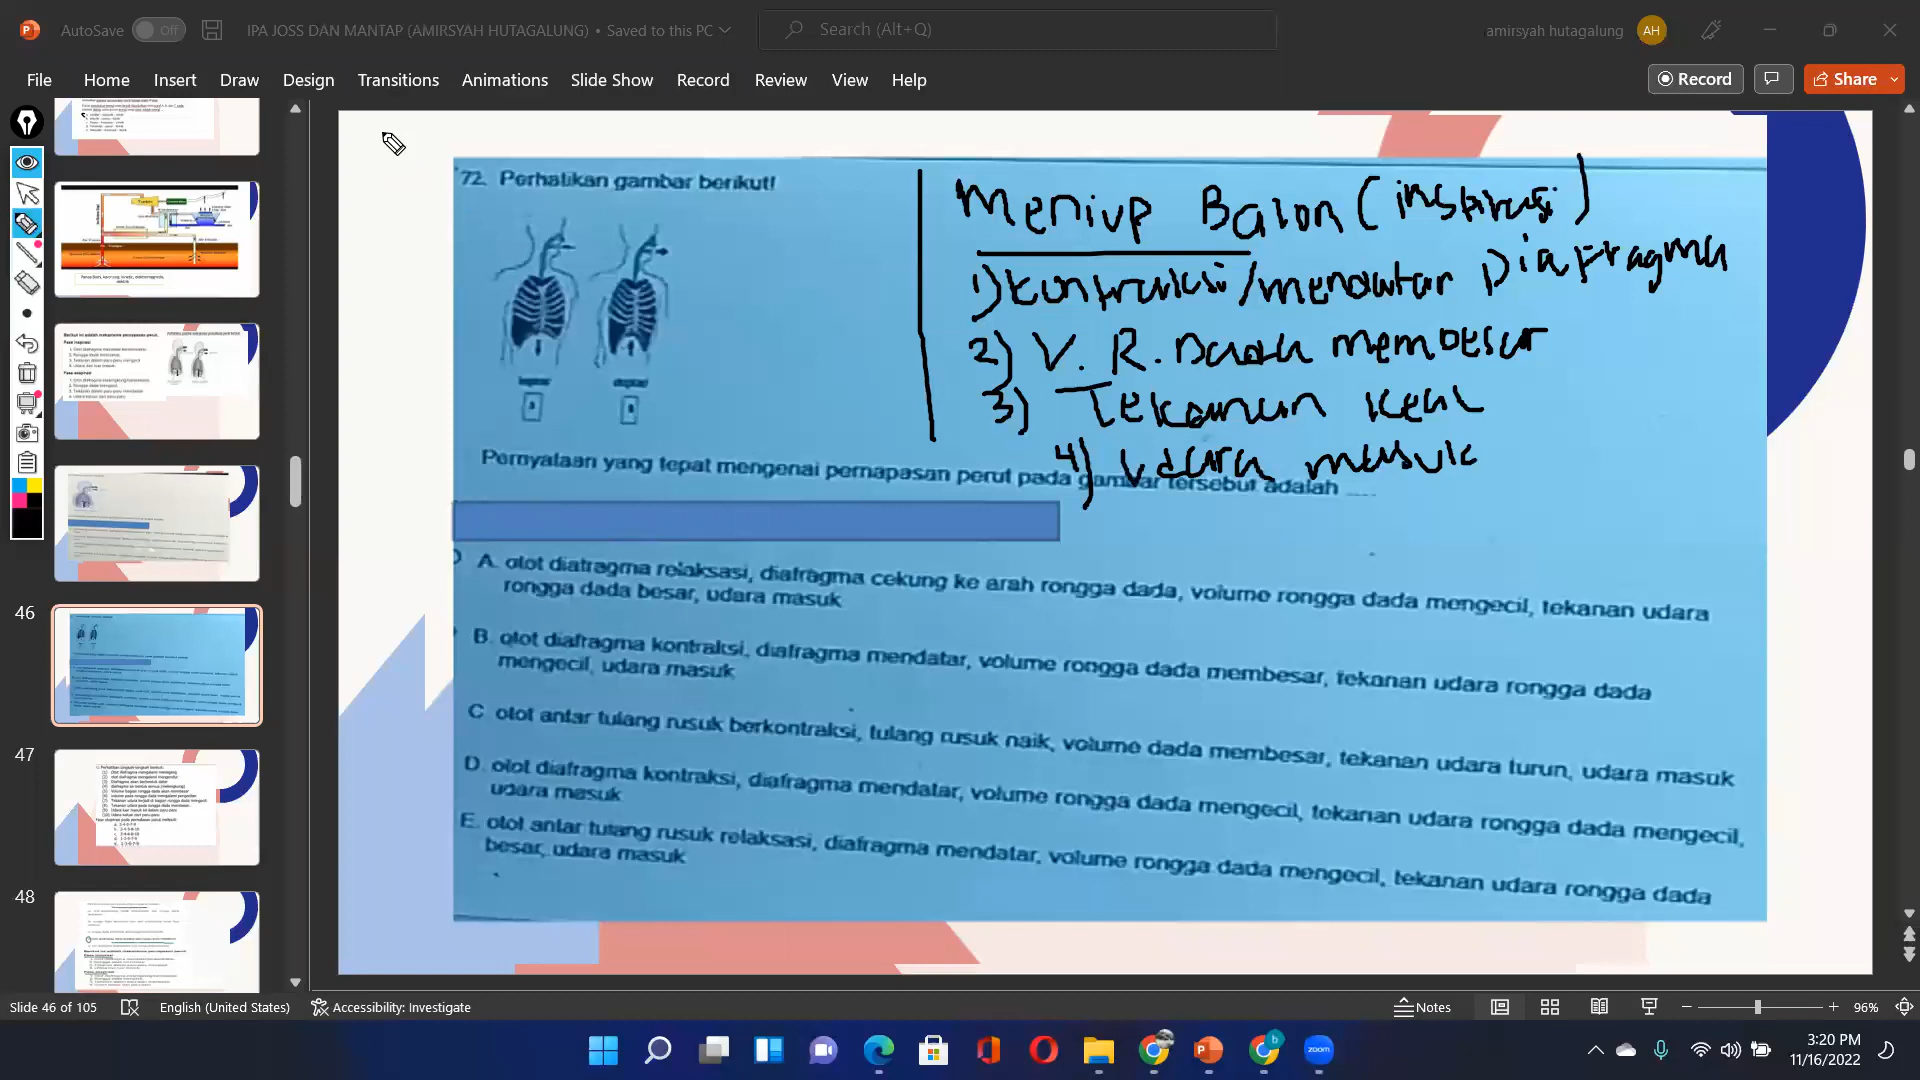 AutoSave
Off
IPA JOSS DAN MANTAP (AMIRSYAH HUTAGALUNG) • Saved to this PC
Search (Alt+Q)
amirsyah hutagalung
AH
File
Home
Insert
Draw
Design
Transitions
Animations
Slide Show
Record
Review
View
Help
Record
Share
46
47
48
72. Perhatikan gambar berikut!
Meniup Balon (inspirasi)
1) kontraksi/mendatar Diafragma
2) V. R. Dada membesar
3) Tekanan kecil
4) Udara masuk
Pernyataan yang tepat mengenai pernapasan perut pada gambar tersebut adalah ....
A. otot diafragma relaksasi, diafragma cekung ke arah rongga dada, volume rongga dada mengecil, tekanan udara
rongga dada besar, udara masuk
B. otot diafragma kontraksi, diafragma mendatar, volume rongga dada membesar, tekanan udara rongga dada
mengecil, udara masuk
C otot antar tulang rusuk berkontraksi, tulang rusuk naik, volume dada membesar, tekanan udara turun, udara masuk
D. otot diafragma kontraksi, diafragma mendatar, volume rongga dada mengecil, tekanan udara rongga dada mengecil,
udara masuk
E. otot antar tulang rusuk relaksasi, diafragma mendatar, volume rongga dada mengecil, tekanan udara rongga dada
besar, udara masuk
Slide 46 of 105
English (United States)
Accessibility: Investigate
Notes
96%
zoom
3:20 PM
11/16/2022